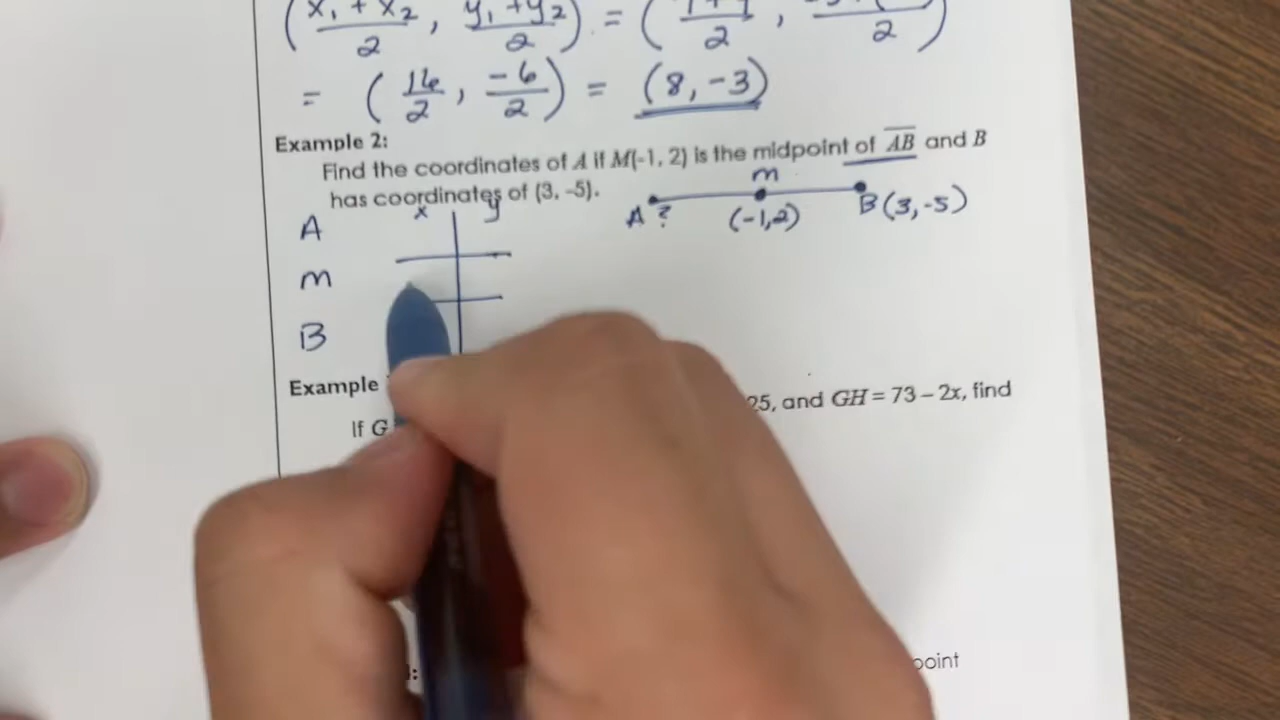 ( x₁ + x₂ / 2 , y₁ + y₂ / 2 ) = ( / 2 , / 2 )
= ( 16/2 , -6/2 ) = (8, -3)
Example 2:
Find the coordinates of A if M(-1, 2) is the midpoint of AB and B
has coordinates of (3, -5).
m
A ? (-1,2) B (3,-5)
x y
A
m
B
Example
25, and GH = 73 – 2x, find
If G
point